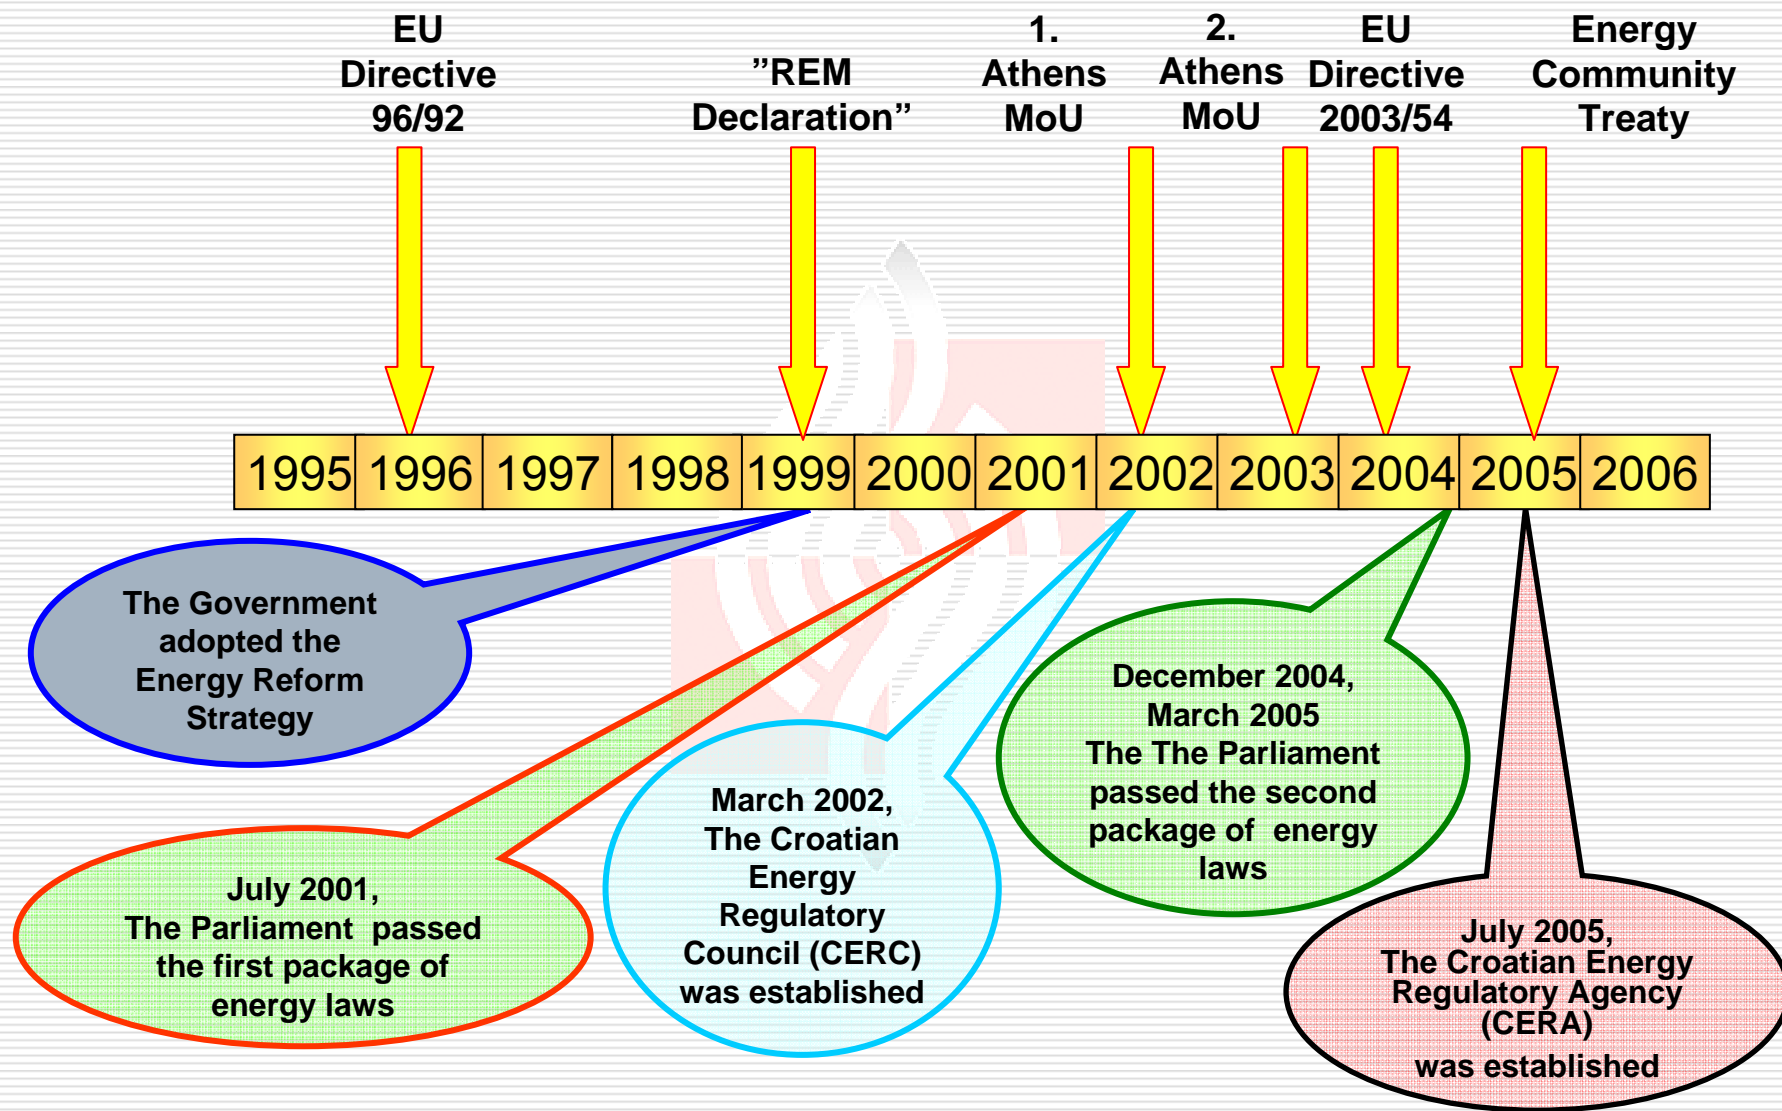 EU
Directive
96/92
”REM
Declaration”
1.
Athens
MoU
2.
Athens
MoU
EU
Directive
2003/54
Energy
Community
Treaty
1995 1996 1997 1998 1999 2000 2001 2002 2003 2004 2005 2006
The Government
adopted the
Energy Reform
Strategy
July 2001,
The Parliament passed
the first package of
energy laws
March 2002,
The Croatian
Energy
Regulatory
Council (CERC)
was established
December 2004,
March 2005
The The Parliament
passed the second
package of energy
laws
July 2005,
The Croatian Energy
Regulatory Agency
(CERA)
was established